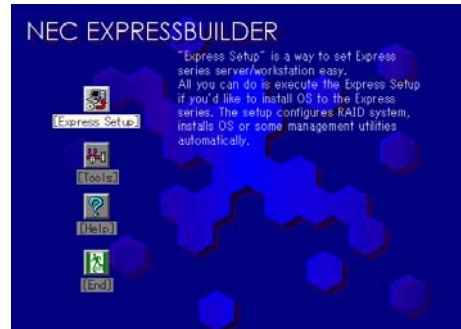 NEC EXPRESSBUILDER
"Express Setup" is a way to set Express
series server/workstation easy.
All you can do is execute the Express Setup
if you'd like to install OS to the Express
series. The setup configures RAID system,
installs OS or some management utilities
automatically.
[Express Setup]
[Tools]
[Help]
[End]